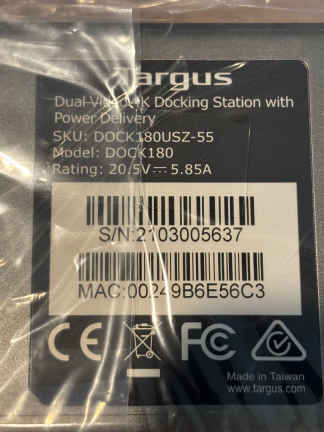 Targus
Dual Video 4K Docking Station with
Power Delivery
SKU: DOCK180USZ-55
Model: DOCK180
Rating: 20.5V⎓ 5.85A
S/N:2103005637
MAC:00249B6E56C3
CE FC
Made in Taiwan
www.targus.com